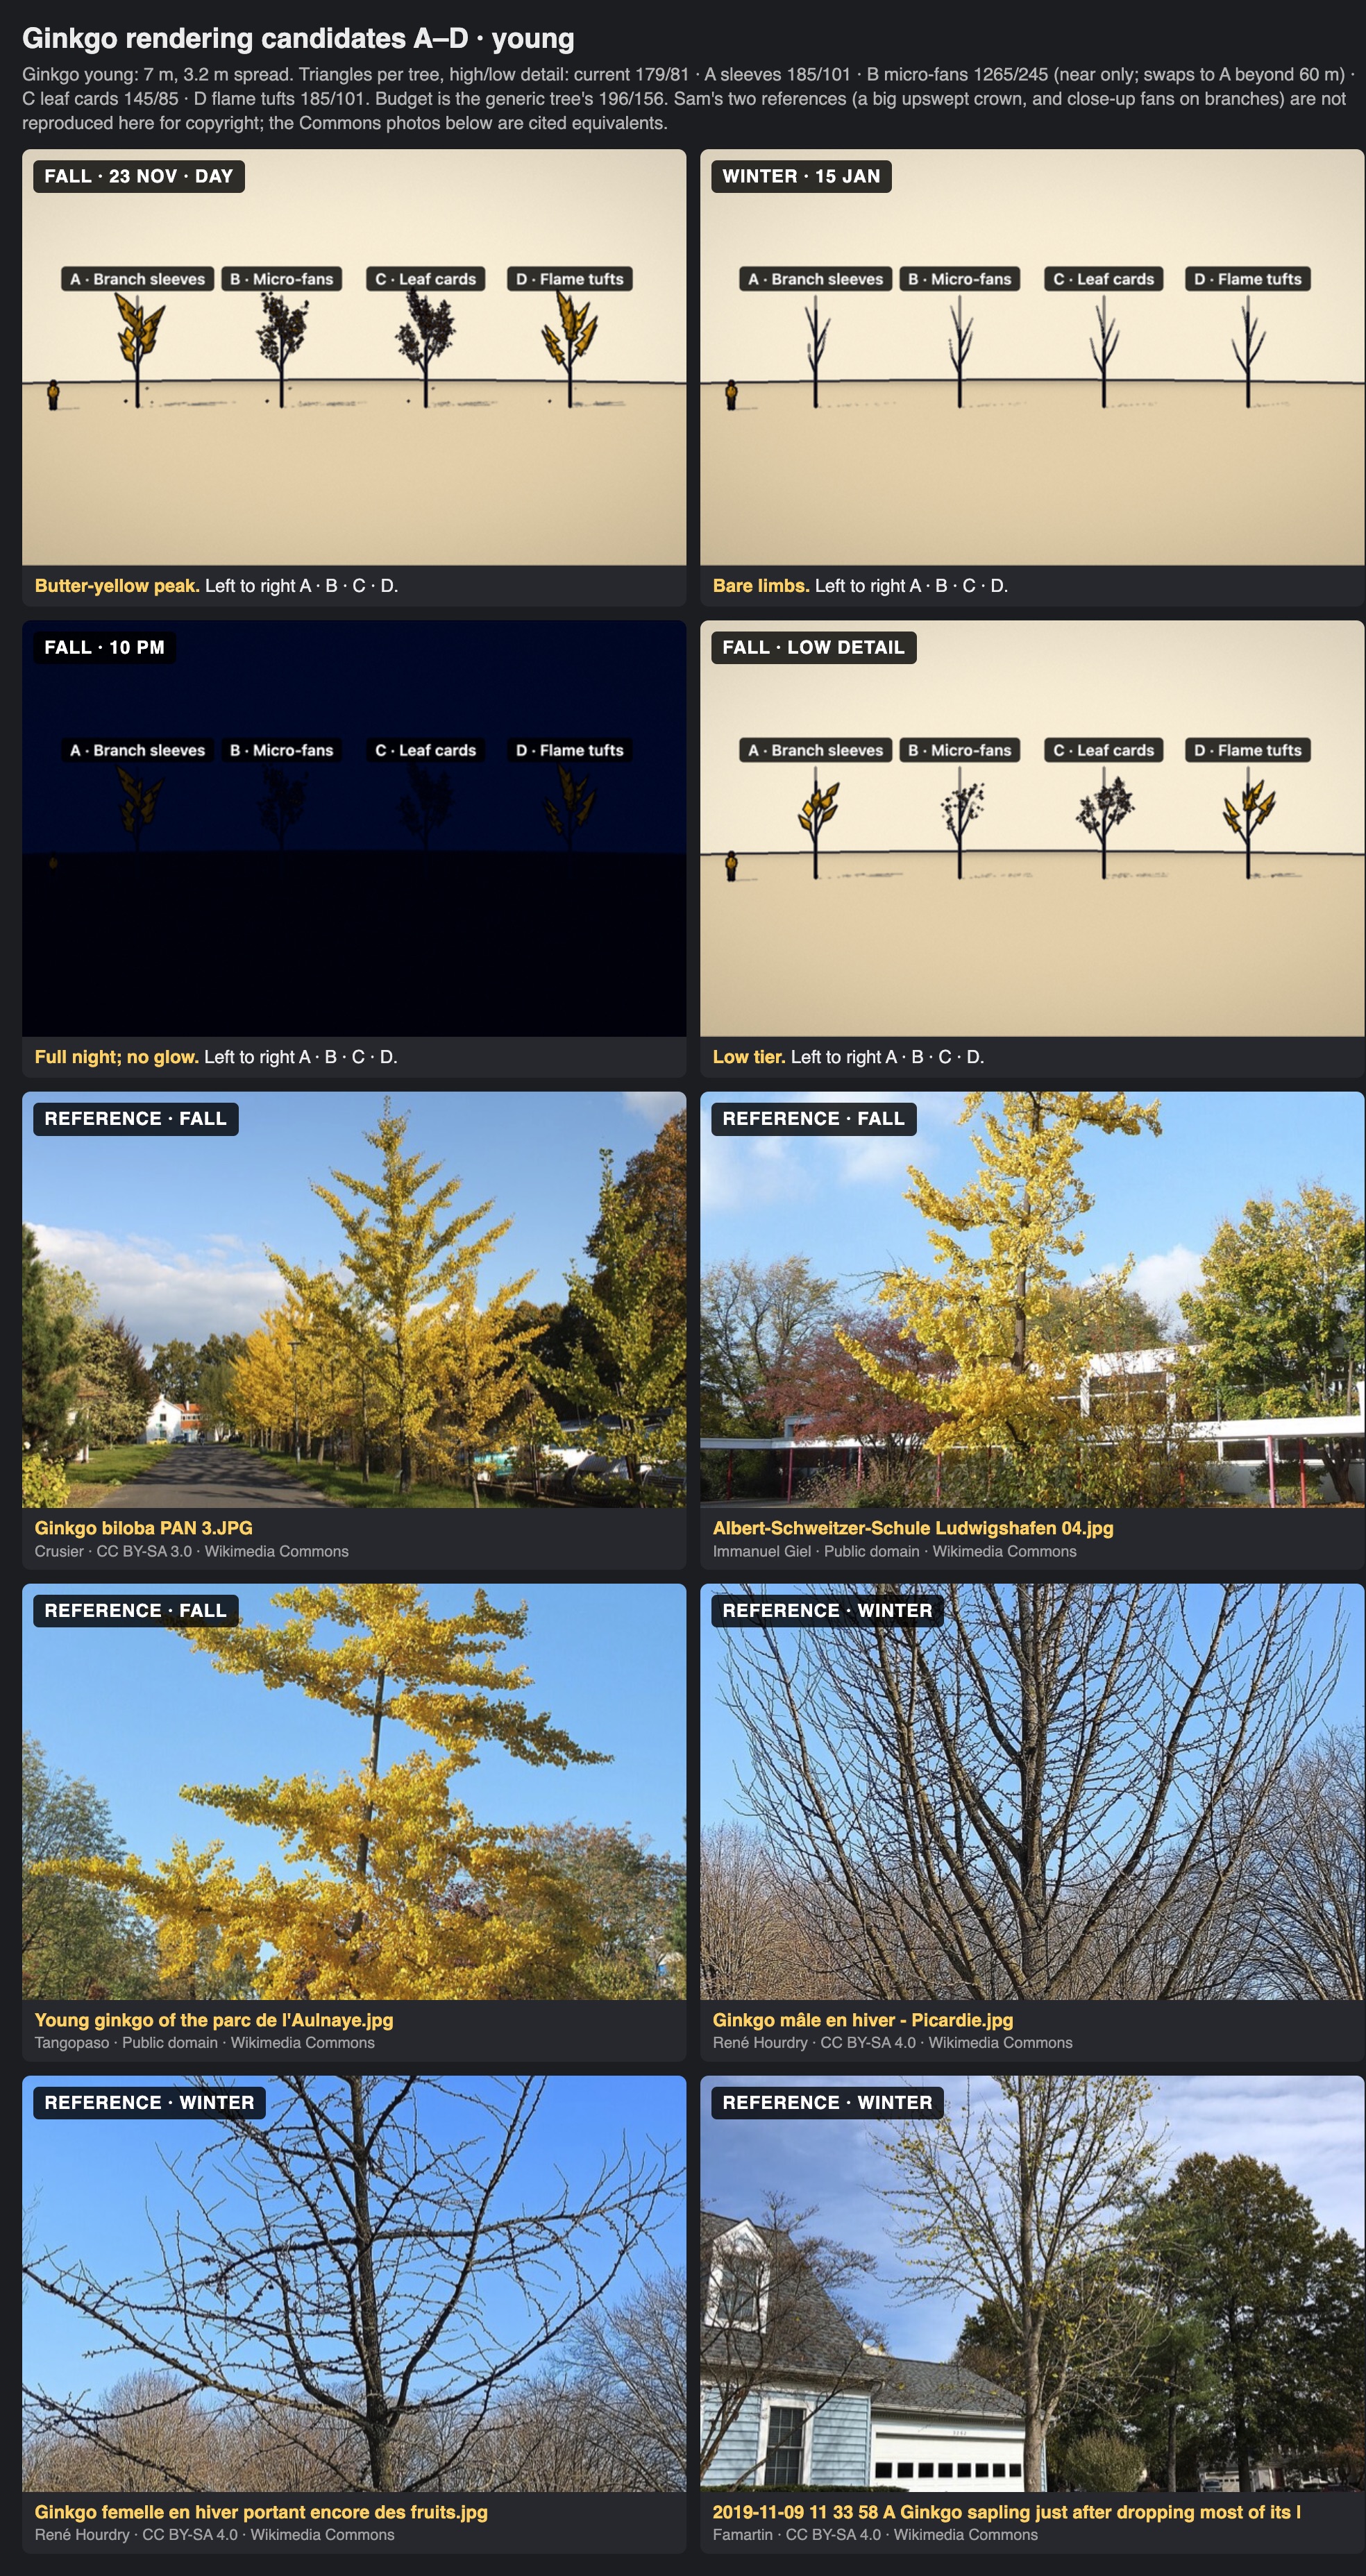 Ginkgo rendering candidates A–D · young
Ginkgo young: 7 m, 3.2 m spread. Triangles per tree, high/low detail: current 179/81 · A sleeves 185/101 · B micro-fans 1265/245 (near only; swaps to A beyond 60 m) ·
C leaf cards 145/85 · D flame tufts 185/101. Budget is the generic tree's 196/156. Sam's two references (a big upswept crown, and close-up fans on branches) are not
reproduced here for copyright; the Commons photos below are cited equivalents.
FALL · 23 NOV · DAY
A · Branch sleeves
B · Micro-fans
C · Leaf cards
D · Flame tufts
Butter-yellow peak. Left to right A · B · C · D.
WINTER · 15 JAN
A · Branch sleeves
B · Micro-fans
C · Leaf cards
D · Flame tufts
Bare limbs. Left to right A · B · C · D.
FALL · 10 PM
A · Branch sleeves
B · Micro-fans
C · Leaf cards
D · Flame tufts
Full night; no glow. Left to right A · B · C · D.
FALL · LOW DETAIL
A · Branch sleeves
B · Micro-fans
C · Leaf cards
D · Flame tufts
Low tier. Left to right A · B · C · D.
REFERENCE · FALL
Ginkgo biloba PAN 3.JPG
Crusier · CC BY-SA 3.0 · Wikimedia Commons
REFERENCE · FALL
Albert-Schweitzer-Schule Ludwigshafen 04.jpg
Immanuel Giel · Public domain · Wikimedia Commons
REFERENCE · FALL
Young ginkgo of the parc de l'Aulnaye.jpg
Tangopaso · Public domain · Wikimedia Commons
REFERENCE · WINTER
Ginkgo mâle en hiver - Picardie.jpg
René Hourdry · CC BY-SA 4.0 · Wikimedia Commons
REFERENCE · WINTER
Ginkgo femelle en hiver portant encore des fruits.jpg
René Hourdry · CC BY-SA 4.0 · Wikimedia Commons
REFERENCE · WINTER
2019-11-09 11 33 58 A Ginkgo sapling just after dropping most of its l
Famartin · CC BY-SA 4.0 · Wikimedia Commons